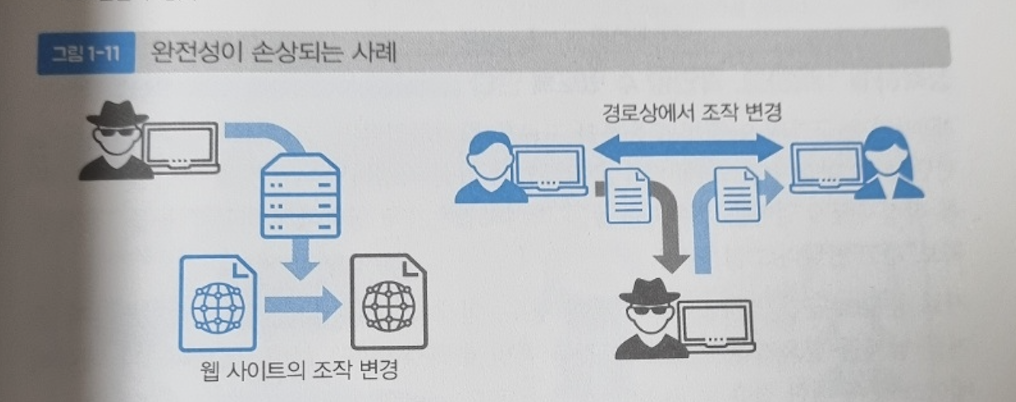 그림 1-11 완전성이 손상되는 사례
경로상에서 조작 변경
웹 사이트의 조작 변경